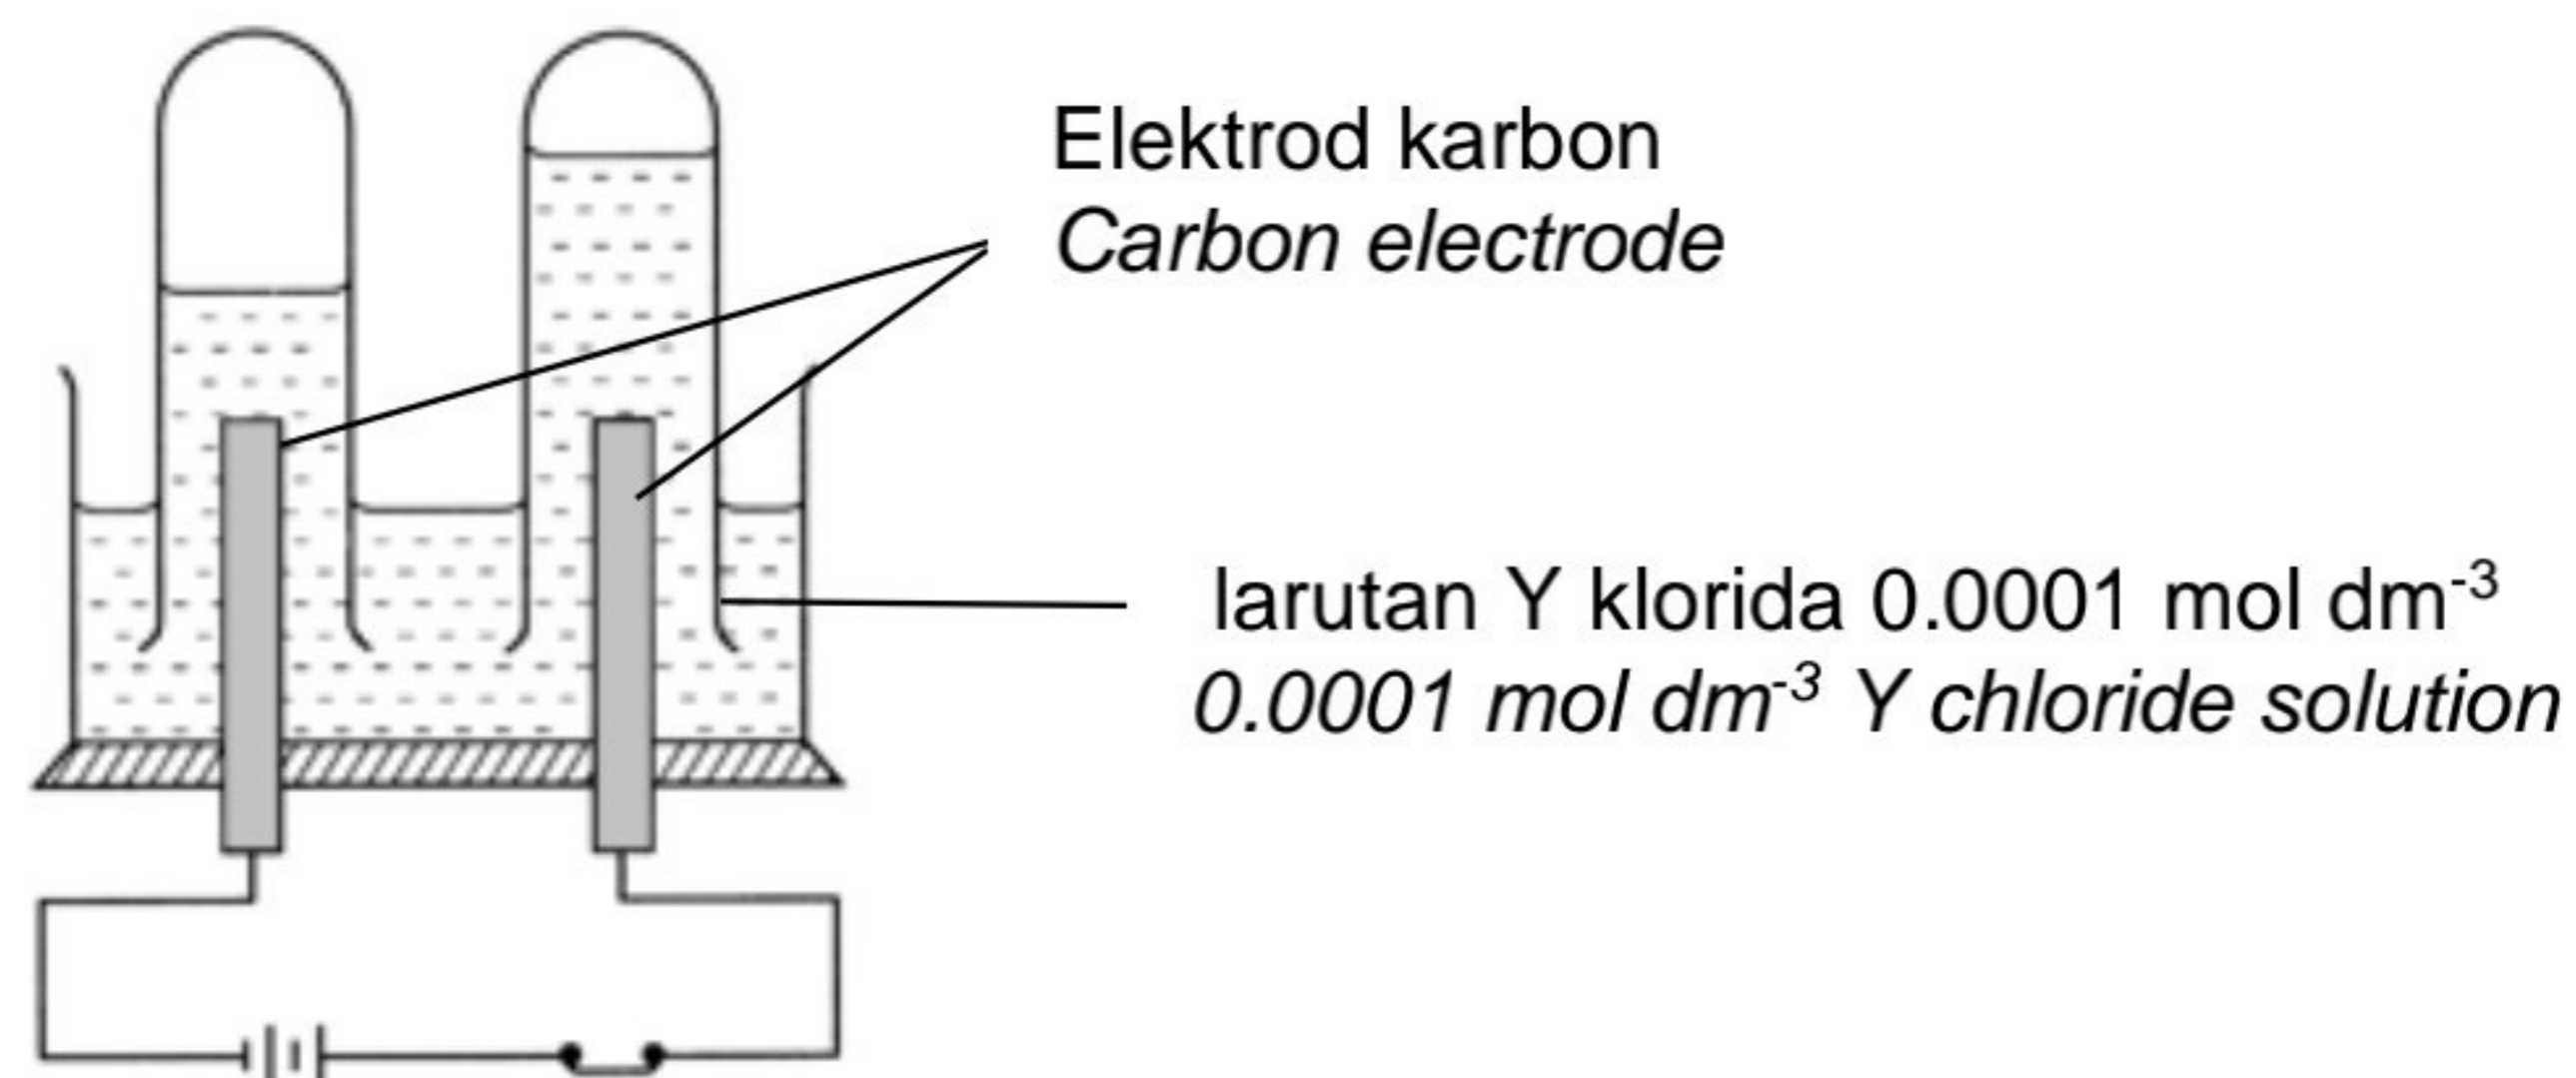 Elektrod karbon
Carbon electrode
larutan Y klorida 0.0001 mol dm⁻³
0.0001 mol dm⁻³ Y chloride solution